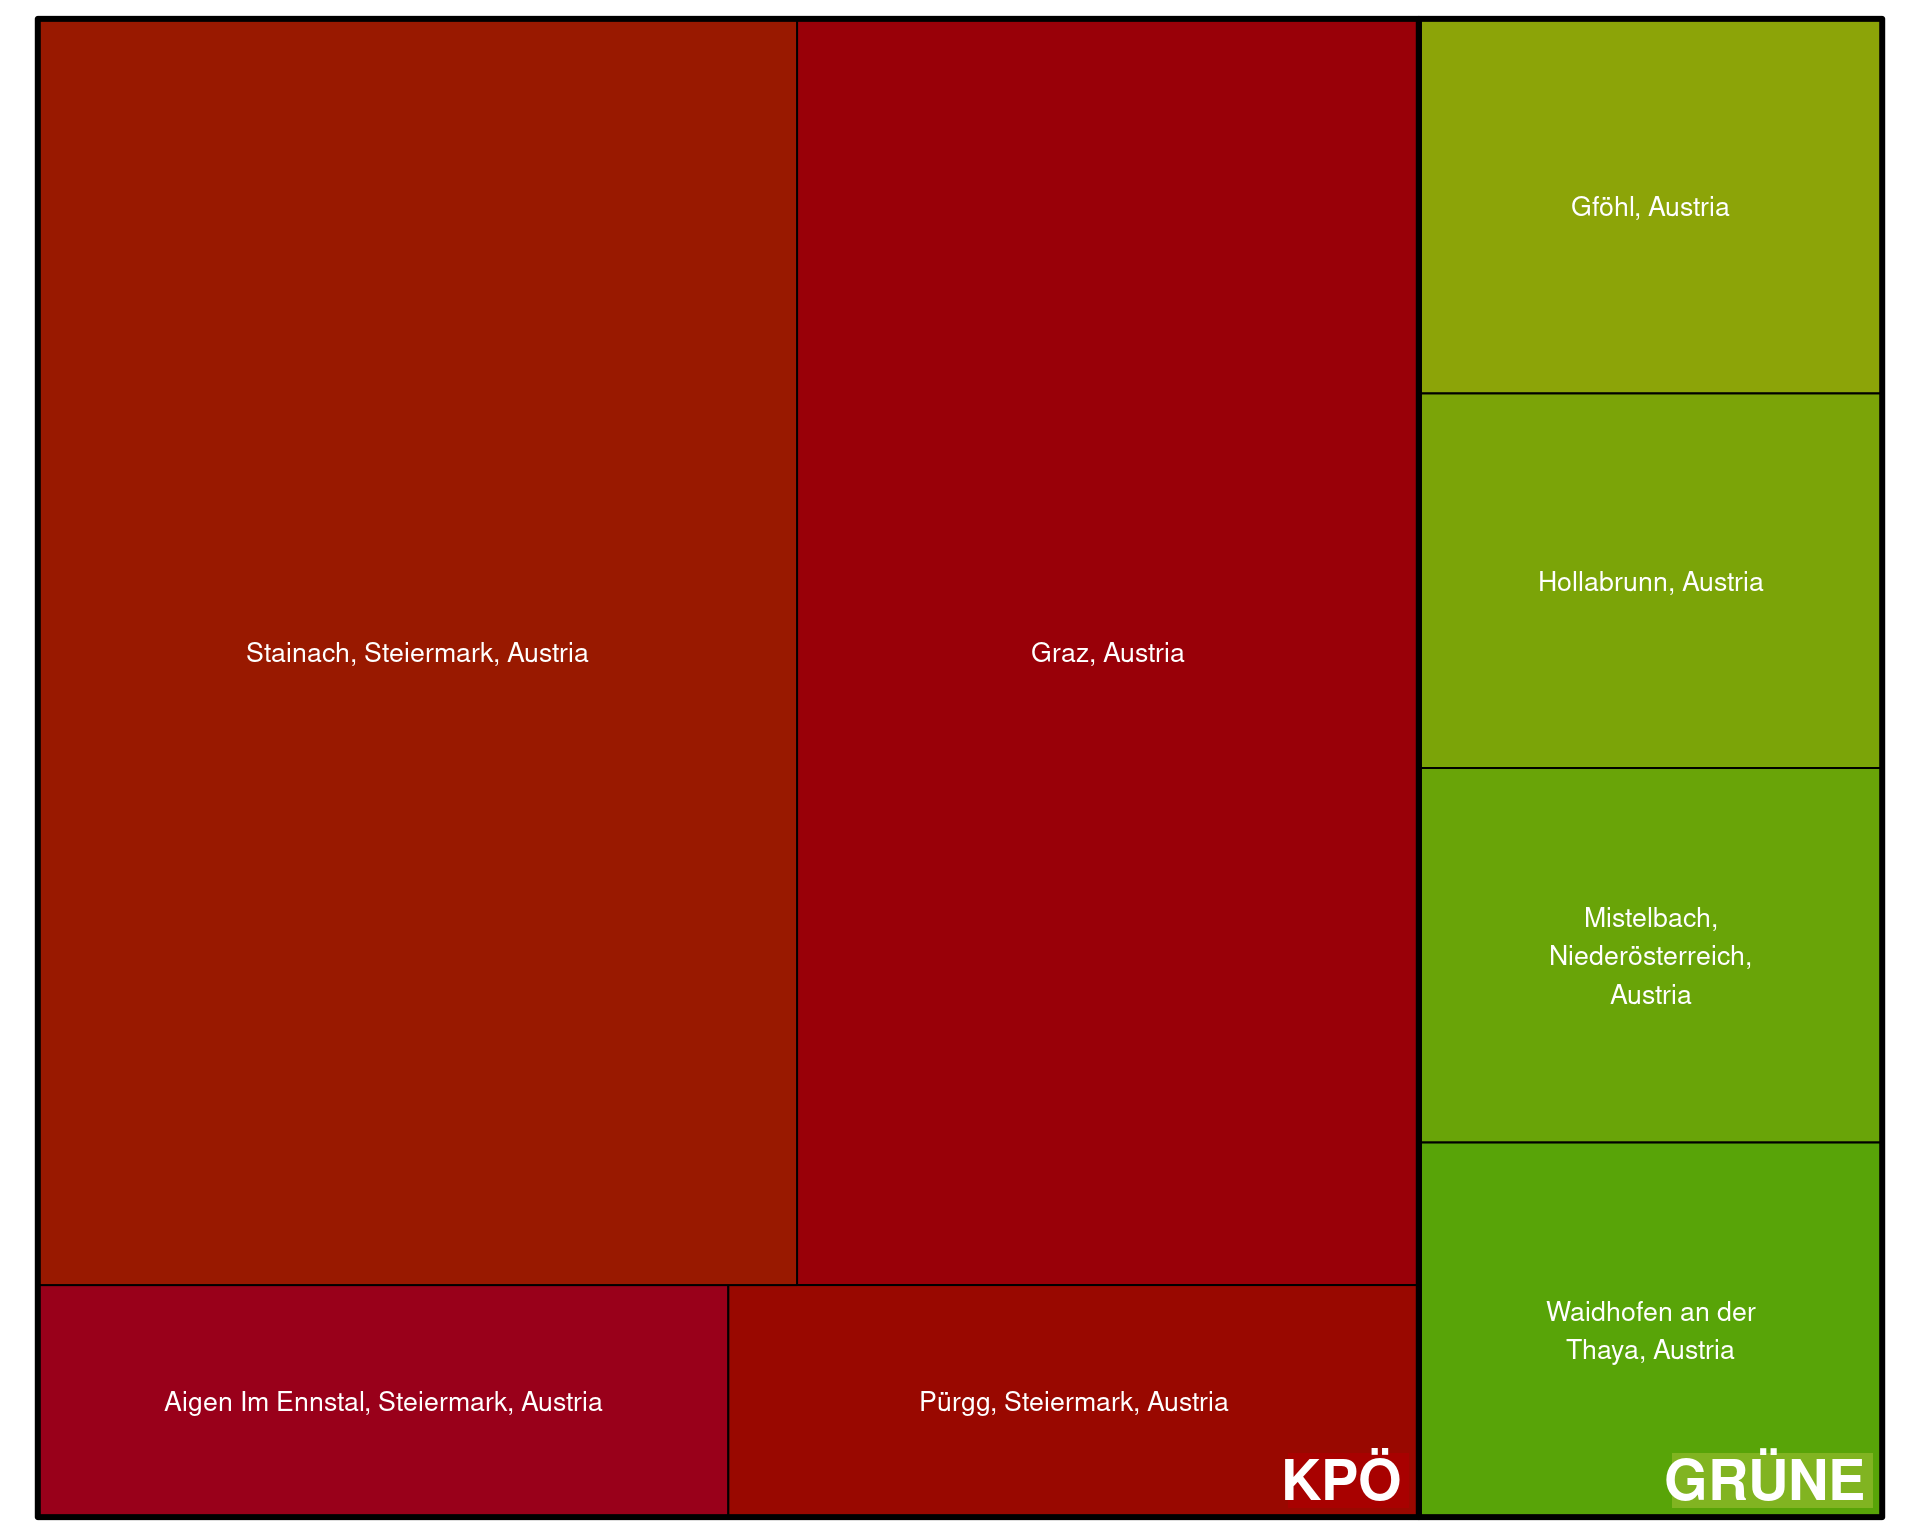 Stainach, Steiermark, Austria
Graz, Austria
Aigen Im Ennstal, Steiermark, Austria
Pürgg, Steiermark, Austria
KPÖ
Gföhl, Austria
Hollabrunn, Austria
Mistelbach,
Niederösterreich,
Austria
Waidhofen an der
Thaya, Austria
GRÜNE